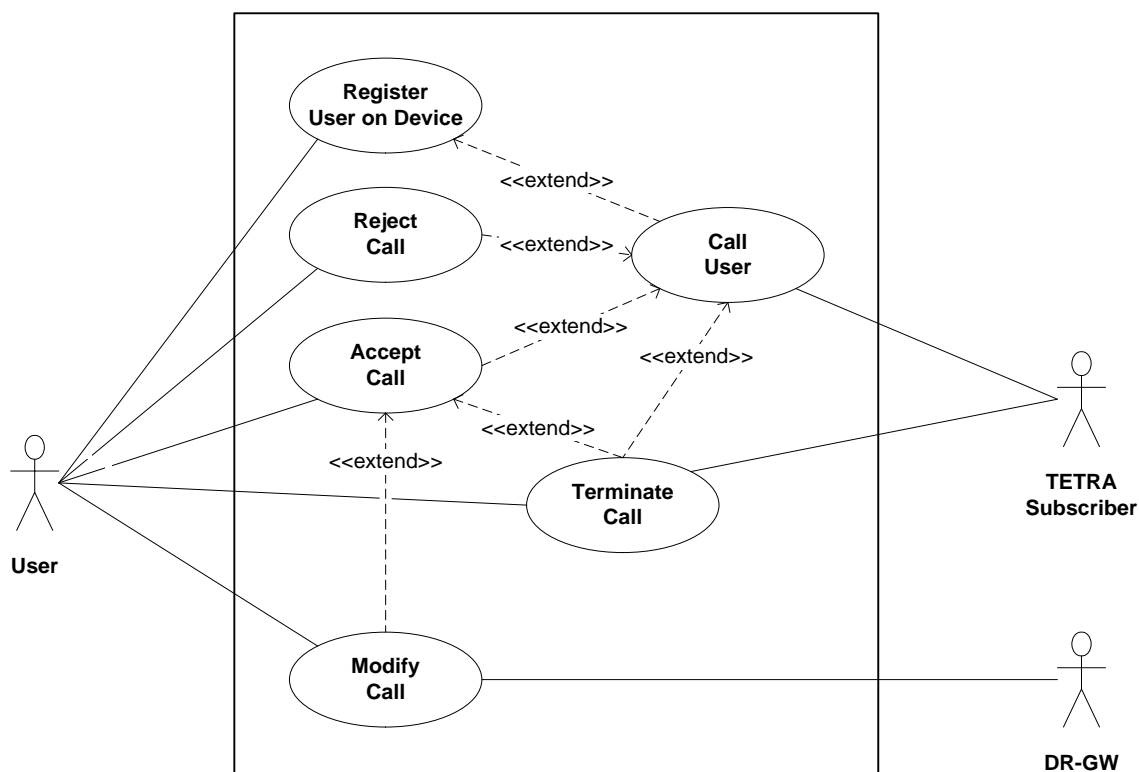 Register
User on Device
<<extend>>
Reject
Call
<<extend>>
Call
User
<<extend>>
<<extend>>
Accept
Call
<<extend>>
<<extend>>
Terminate
Call
TETRA
Subscriber
User
Modify
Call
DR-GW